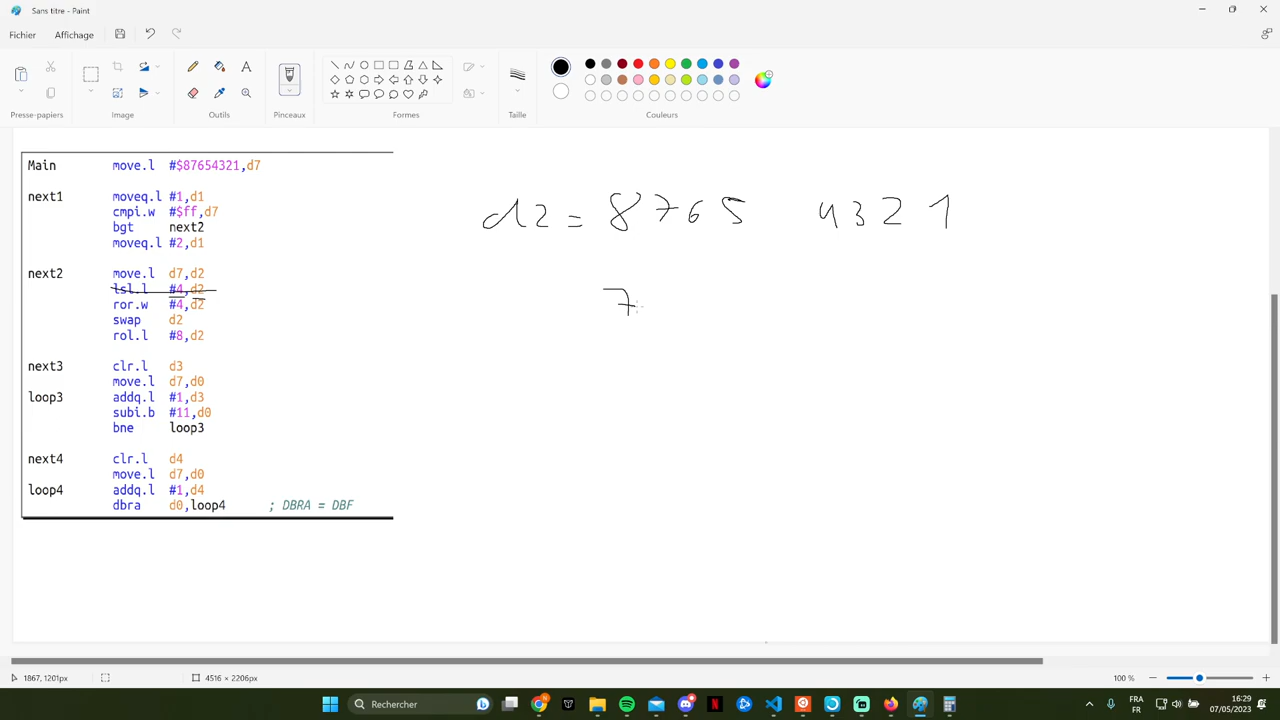 Sans titre - Paint
Fichier Affichage
Presse-papiers Image Outils Pinceaux Formes Taille Couleurs
Main move.l #$87654321,d7
next1 moveq.l #1,d1
cmpi.w #$ff,d7
bgt next2
moveq.l #2,d1
next2 move.l d7,d2
lsl.l #4,d2
ror.w #4,d2
swap d2
rol.l #8,d2
next3 clr.l d3
move.l d7,d0
loop3 addq.l #1,d3
subi.b #11,d0
bne loop3
next4 clr.l d4
move.l d7,d0
loop4 addq.l #1,d4
dbra d0,loop4 ; DBRA = DBF
d2 = 8765 4321
7
1867, 1201px 4516 × 2206px 100 %
Rechercher FRA 16:29
FR 07/05/2023